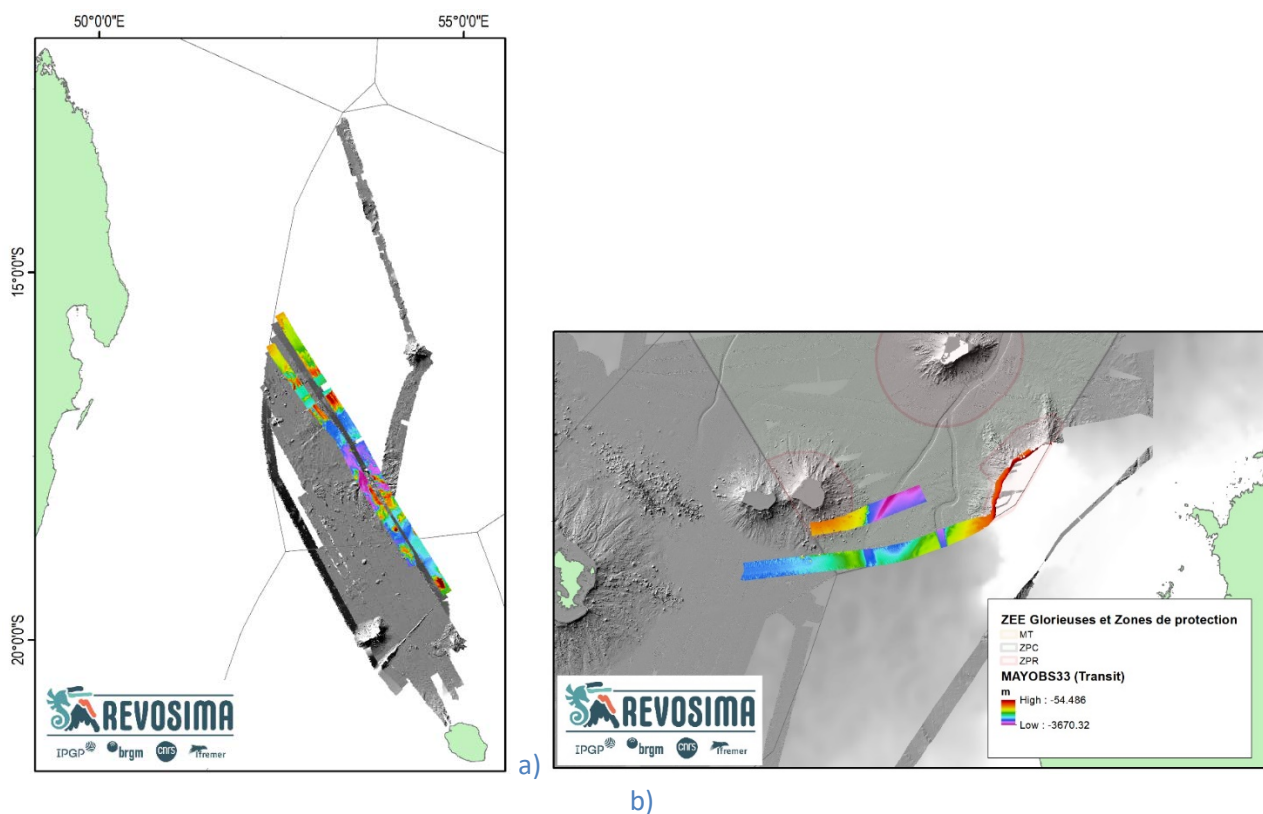 50°0'0"E
55°0'0"E
15°0'0"S
20°0'0"S
REVOSIMA
IPGP brgm cnrs Ifremer
a)
ZEE Glorieuses et Zones de protection
MT
ZPC
ZPR
MAYOBS33 (Transit)
m
High : -54.486
Low : -3670.32
REVOSIMA
IPGP brgm cnrs Ifremer
b)